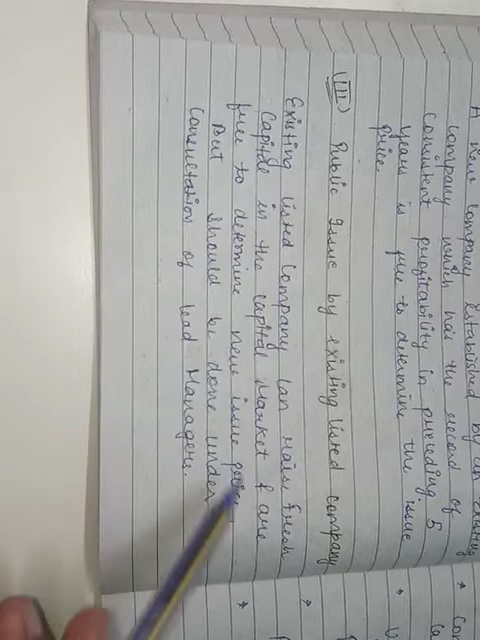 A new Company established by an existing
Company which has the record of
Consistent profitability in preceding 5
years is free to determine the issue
price
(III) Public Issue by existing listed company
Existing listed Company can raise fresh
Capital in the capital Market & are
free to determine new issue price
But should be done under
Consultation of Lead Managers.